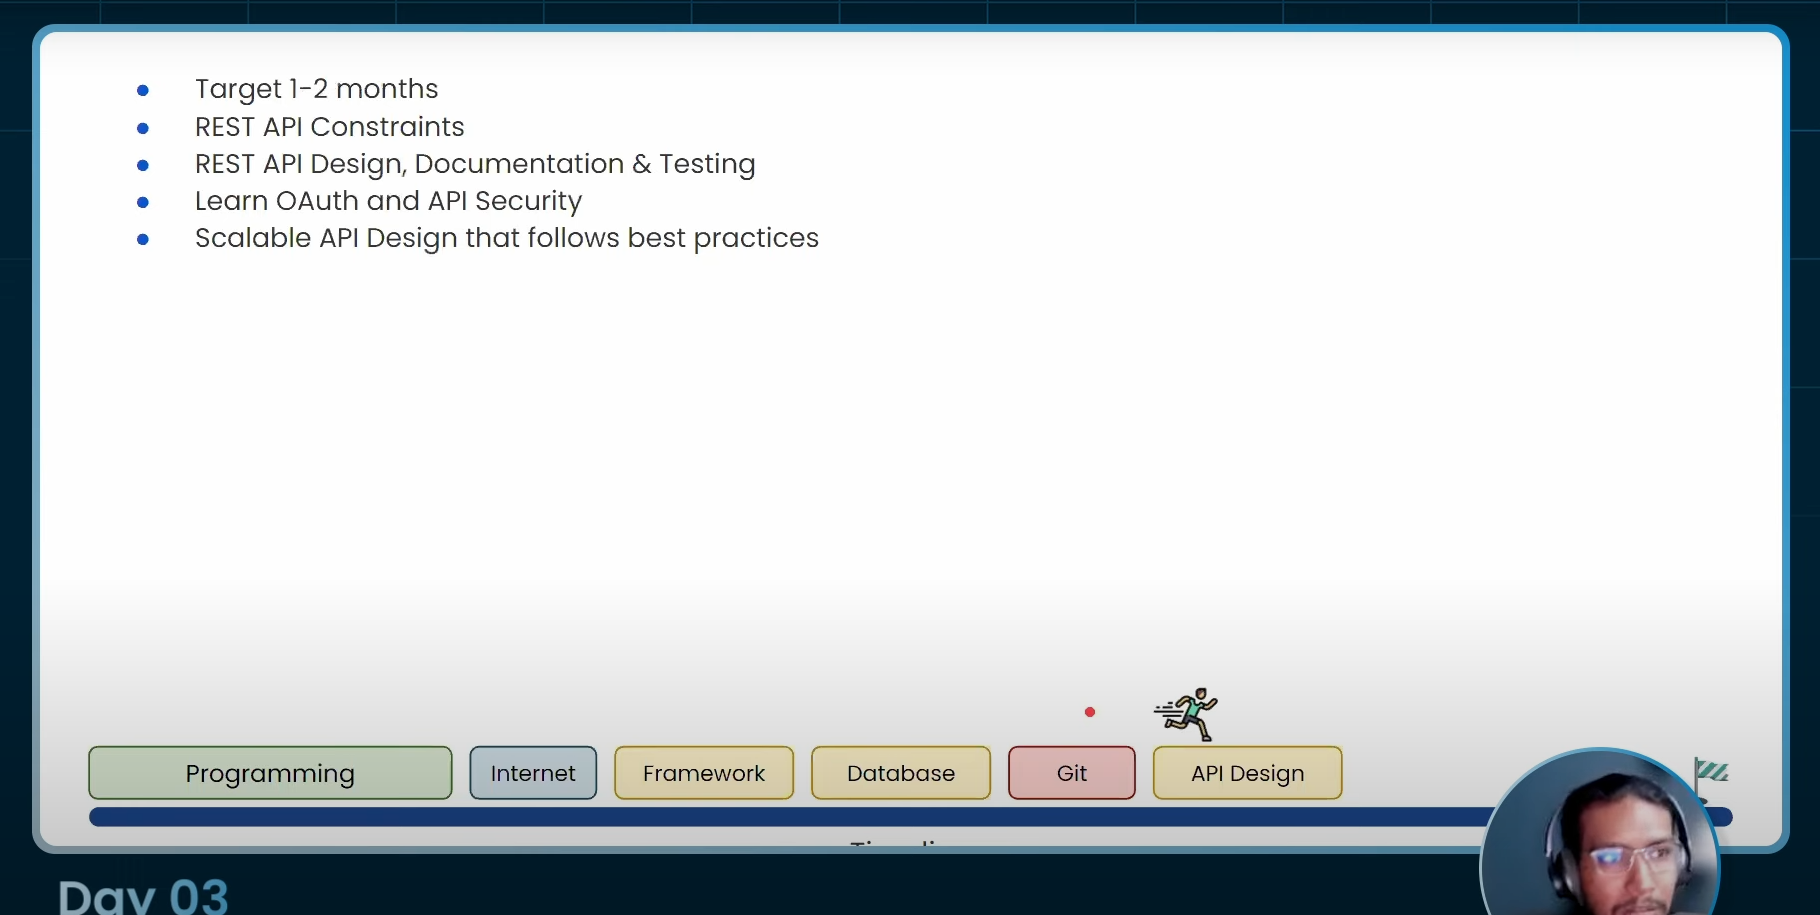 Target 1-2 months
REST API Constraints
REST API Design, Documentation & Testing
Learn OAuth and API Security
Scalable API Design that follows best practices
Programming
Internet
Framework
Database
Git
API Design
Day 03